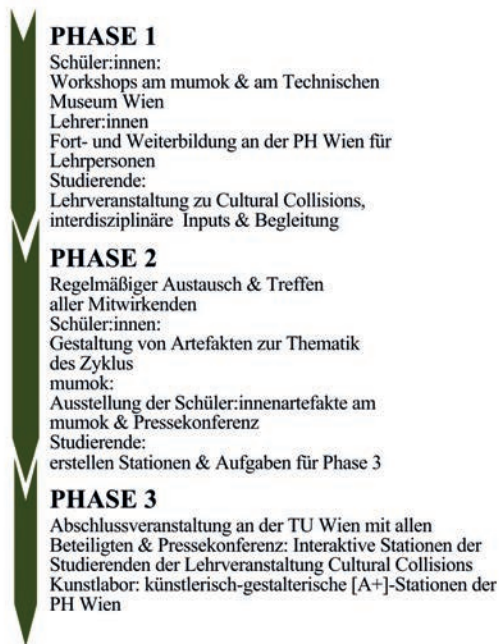 PHASE 1
Schüler:innen:
Workshops am mumok & am Technischen
Museum Wien
Lehrer:innen
Fort- und Weiterbildung an der PH Wien für
Lehrpersonen
Studierende:
Lehrveranstaltung zu Cultural Collisions,
interdisziplinäre Inputs & Begleitung
PHASE 2
Regelmäßiger Austausch & Treffen
aller Mitwirkenden
Schüler:innen:
Gestaltung von Artefakten zur Thematik
des Zyklus
mumok:
Ausstellung der Schüler:innenartefakte am
mumok & Pressekonferenz
Studierende:
erstellen Stationen & Aufgaben für Phase 3
PHASE 3
Abschlussveranstaltung an der TU Wien mit allen
Beteiligten & Pressekonferenz: Interaktive Stationen der
Studierenden der Lehrveranstaltung Cultural Collisions
Kunstlabor: künstlerisch-gestalterische [A+]-Stationen der
PH Wien